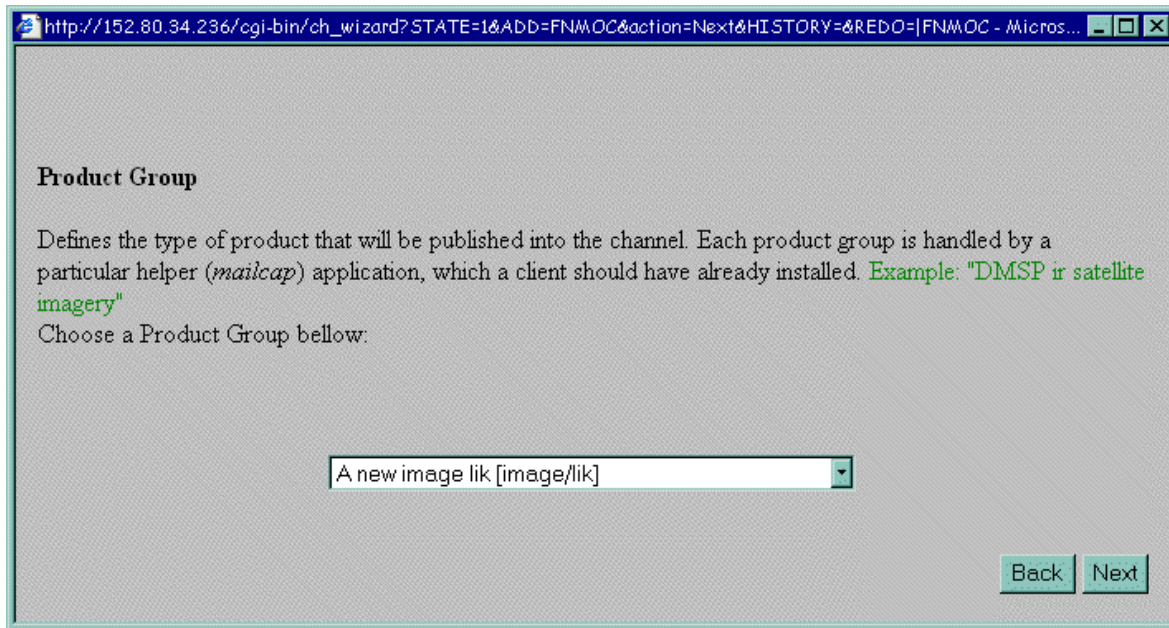 http://152.80.34.236/cgi-bin/ch_wizard?STATE=1&ADD=FNMOC&action=Next&HISTORY=&REDO=|FNMOC - Micros...
Product Group
Defines the type of product that will be published into the channel. Each product group is handled by a
particular helper (mailcap) application, which a client should have already installed. Example: "DMSP ir satellite
imagery"
Choose a Product Group bellow:
A new image lik [image/lik]
Back Next